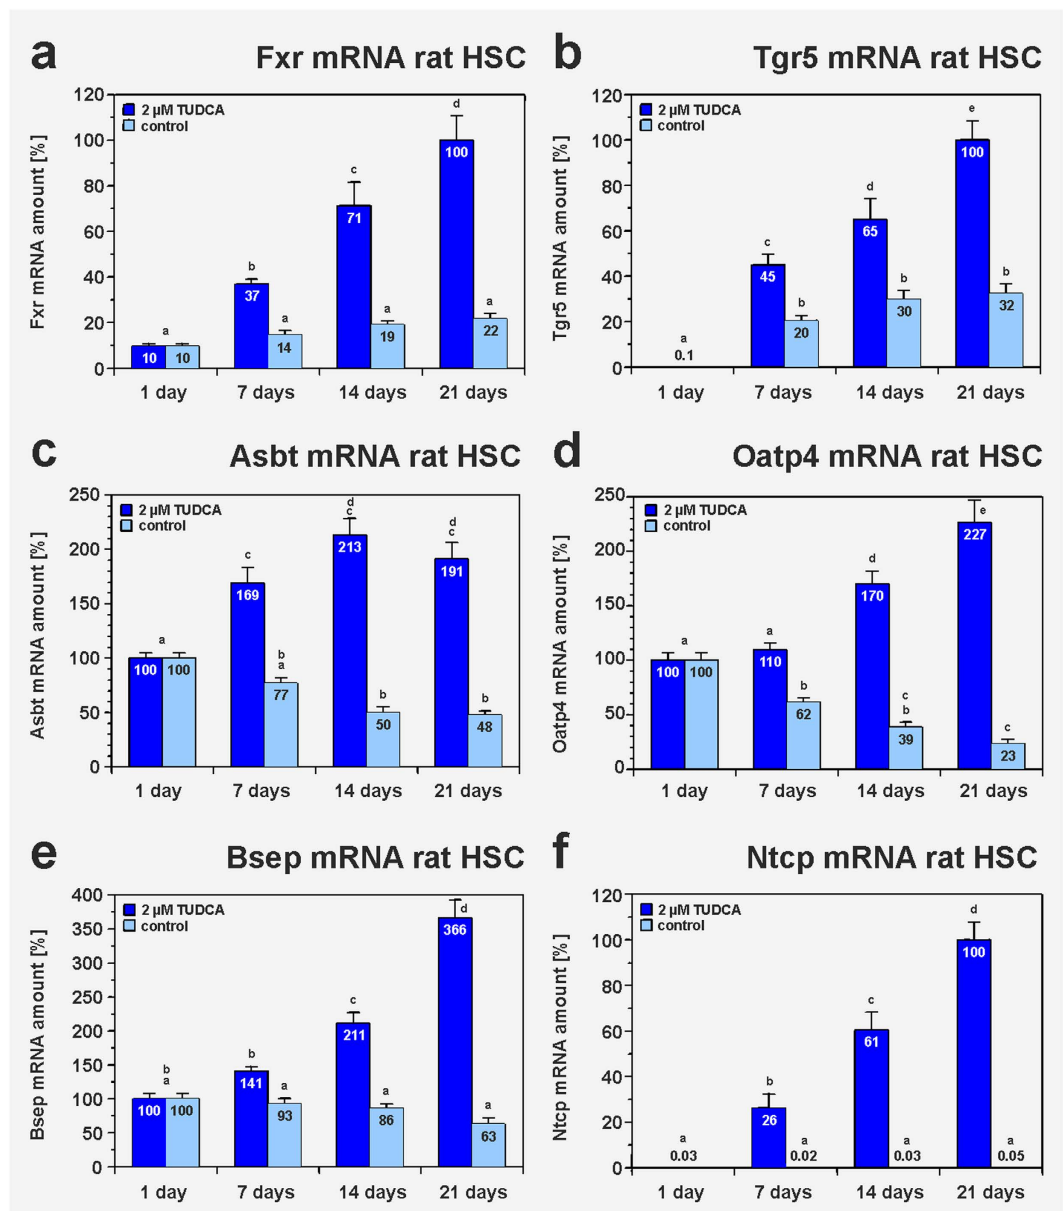 a
Fxr mRNA rat HSC
Fxr mRNA amount [%]
2 µM TUDCA
control
120
100
80
60
40
20
0
a
10
10
b
37
a
14
c
71
a
19
d
100
a
22
1 day
7 days
14 days
21 days
b
Tgr5 mRNA rat HSC
Tgr5 mRNA amount [%]
2 µM TUDCA
control
120
100
80
60
40
20
0
a
0.1
c
45
b
20
d
65
b
30
e
100
b
32
1 day
7 days
14 days
21 days
c
Asbt mRNA rat HSC
Asbt mRNA amount [%]
2 µM TUDCA
control
250
200
150
100
50
0
a
100
100
c
169
b
a
77
d
c
213
b
50
d
c
191
b
48
1 day
7 days
14 days
21 days
d
Oatp4 mRNA rat HSC
Oatp4 mRNA amount [%]
2 µM TUDCA
control
250
200
150
100
50
0
a
100
100
a
110
b
62
d
170
c
b
39
e
227
c
23
1 day
7 days
14 days
21 days
e
Bsep mRNA rat HSC
Bsep mRNA amount [%]
2 µM TUDCA
control
400
350
300
250
200
150
100
50
0
b
a
100
100
b
141
a
93
c
211
a
86
d
366
a
63
1 day
7 days
14 days
21 days
f
Ntcp mRNA rat HSC
Ntcp mRNA amount [%]
2 µM TUDCA
control
120
100
80
60
40
20
0
a
0.03
b
26
a
0.02
c
61
a
0.03
d
100
a
0.05
1 day
7 days
14 days
21 days